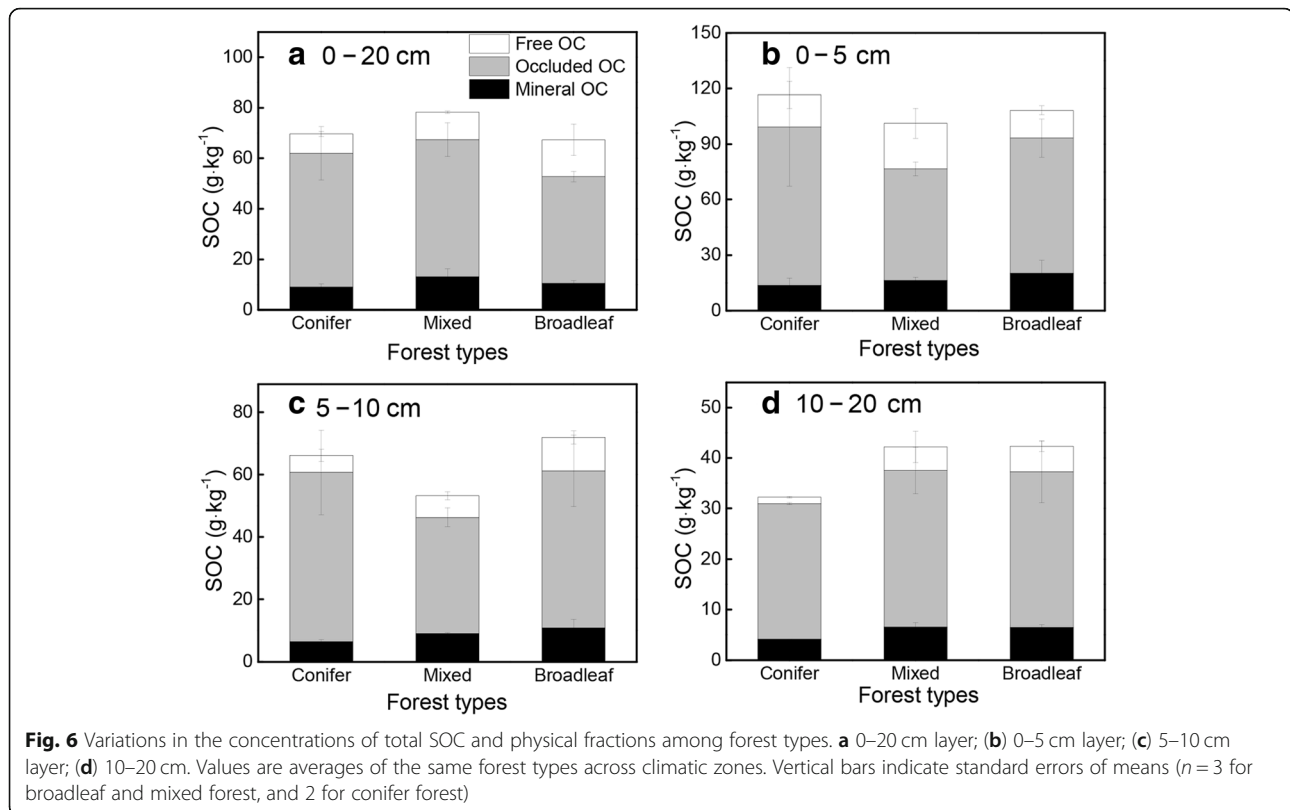 a 0–20 cm
Free OC
Occluded OC
Mineral OC
SOC (g·kg⁻¹)
100
80
60
40
20
0
Conifer Mixed Broadleaf
Forest types
b 0–5 cm
SOC (g·kg⁻¹)
150
120
90
60
30
0
Conifer Mixed Broadleaf
Forest types
c 5–10 cm
SOC (g·kg⁻¹)
80
60
40
20
0
Conifer Mixed Broadleaf
Forest types
d 10–20 cm
SOC (g·kg⁻¹)
50
40
30
20
10
0
Conifer Mixed Broadleaf
Forest types
Fig. 6 Variations in the concentrations of total SOC and physical fractions among forest types. a 0–20 cm layer; (b) 0–5 cm layer; (c) 5–10 cm
layer; (d) 10–20 cm. Values are averages of the same forest types across climatic zones. Vertical bars indicate standard errors of means (n = 3 for
broadleaf and mixed forest, and 2 for conifer forest)